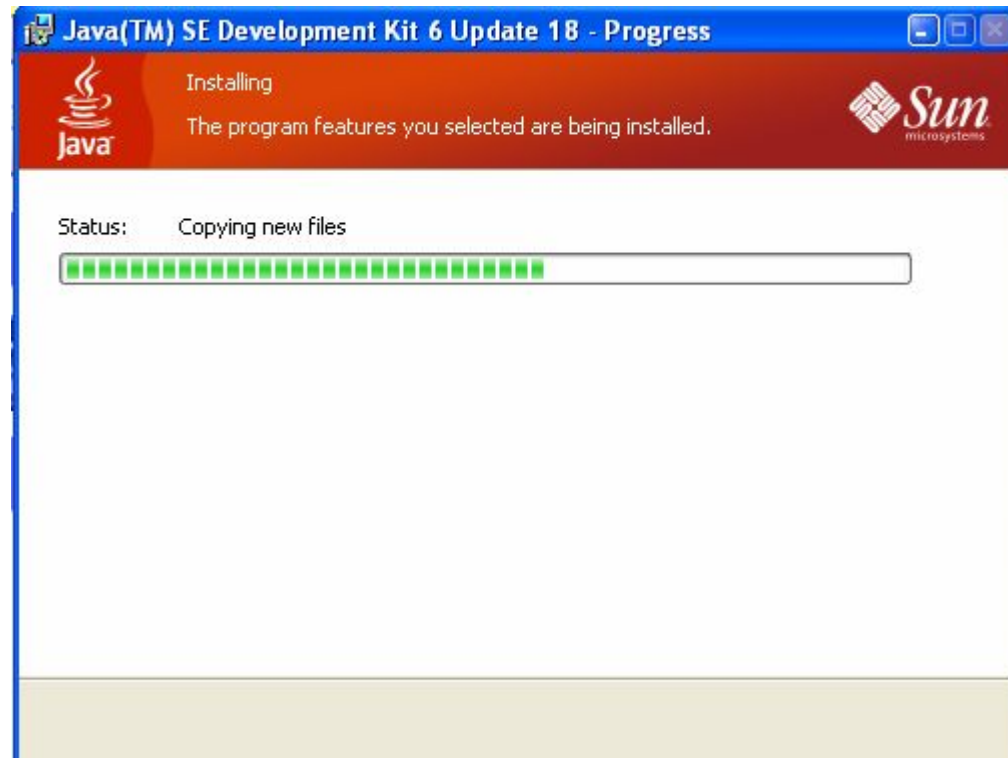 Java(TM) SE Development Kit 6 Update 18 - Progress
Installing
The program features you selected are being installed.
Java
Sun
microsystems
Status: Copying new files